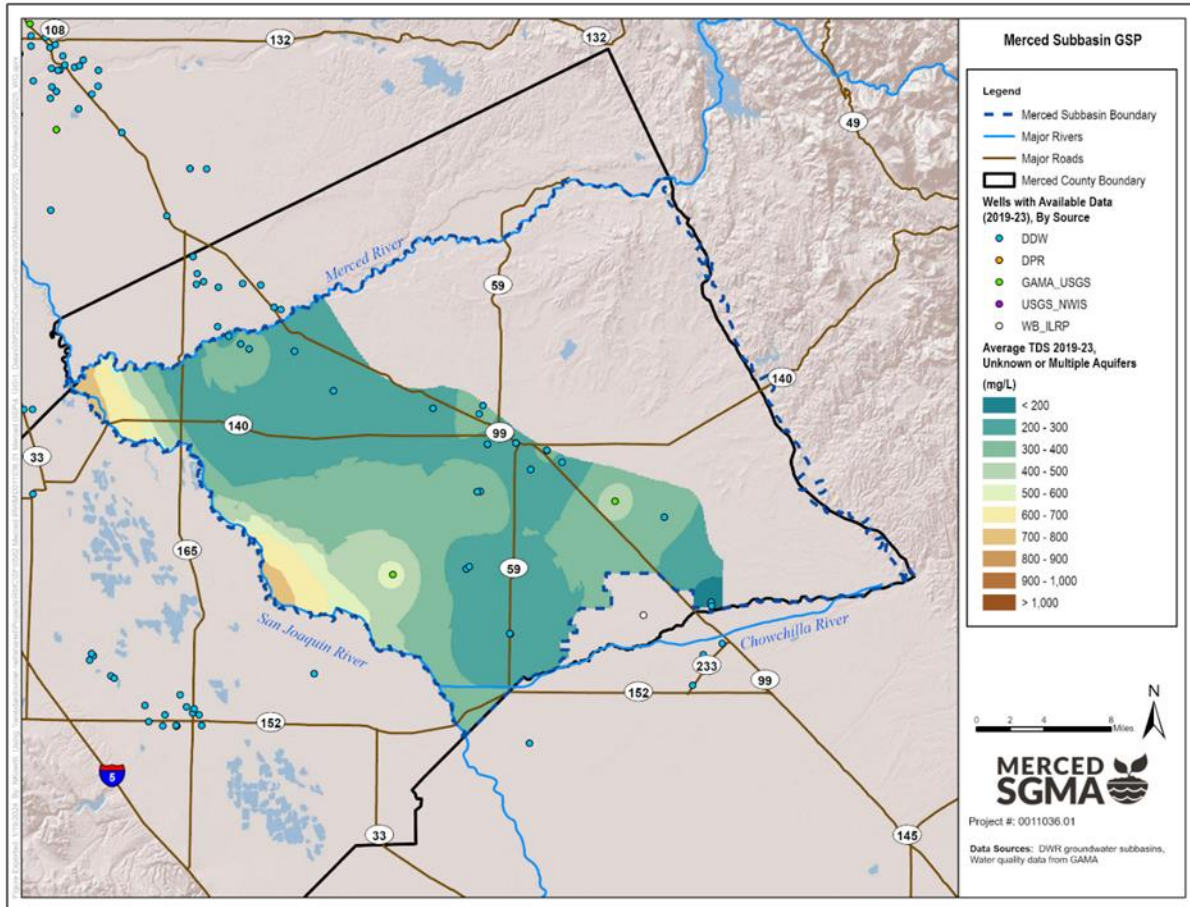 108
132
132
49
Merced River
59
140
140
99
33
165
59
San Joaquin River
Chowchilla River
233
99
152
152
5
33
145
Merced Subbasin GSP
Legend
Merced Subbasin Boundary
Major Rivers
Major Roads
Merced County Boundary
Wells with Available Data
(2019-23), By Source
DDW
DPR
GAMA_USGS
USGS_NWIS
WB_ILRP
Average TDS 2019-23,
Unknown or Multiple Aquifers
(mg/L)
< 200
200 - 300
300 - 400
400 - 500
500 - 600
600 - 700
700 - 800
800 - 900
900 - 1,000
> 1,000
N
0 2 4 8
Miles
MERCED
SGMA
Project #: 0011036.01
Data Sources: DWR groundwater subbasins,
Water quality data from GAMA